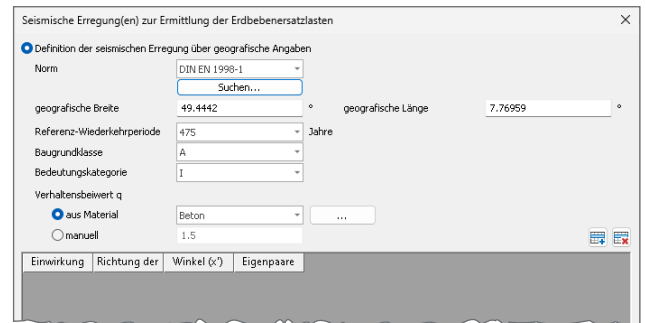 Seismische Erregung(en) zur Ermittlung der Erdbebenersatzlasten
Definition der seismischen Erregung über geografische Angaben
Norm DIN EN 1998-1
Suchen...
geografische Breite 49.4442 ° geografische Länge 7.76959 °
Referenz-Wiederkehrperiode 475 Jahre
Baugrundklasse A
Bedeutungskategorie I
Verhaltensbeiwert q
aus Material Beton ...
manuell 1.5
Einwirkung Richtung der Winkel (x') Eigenpaare